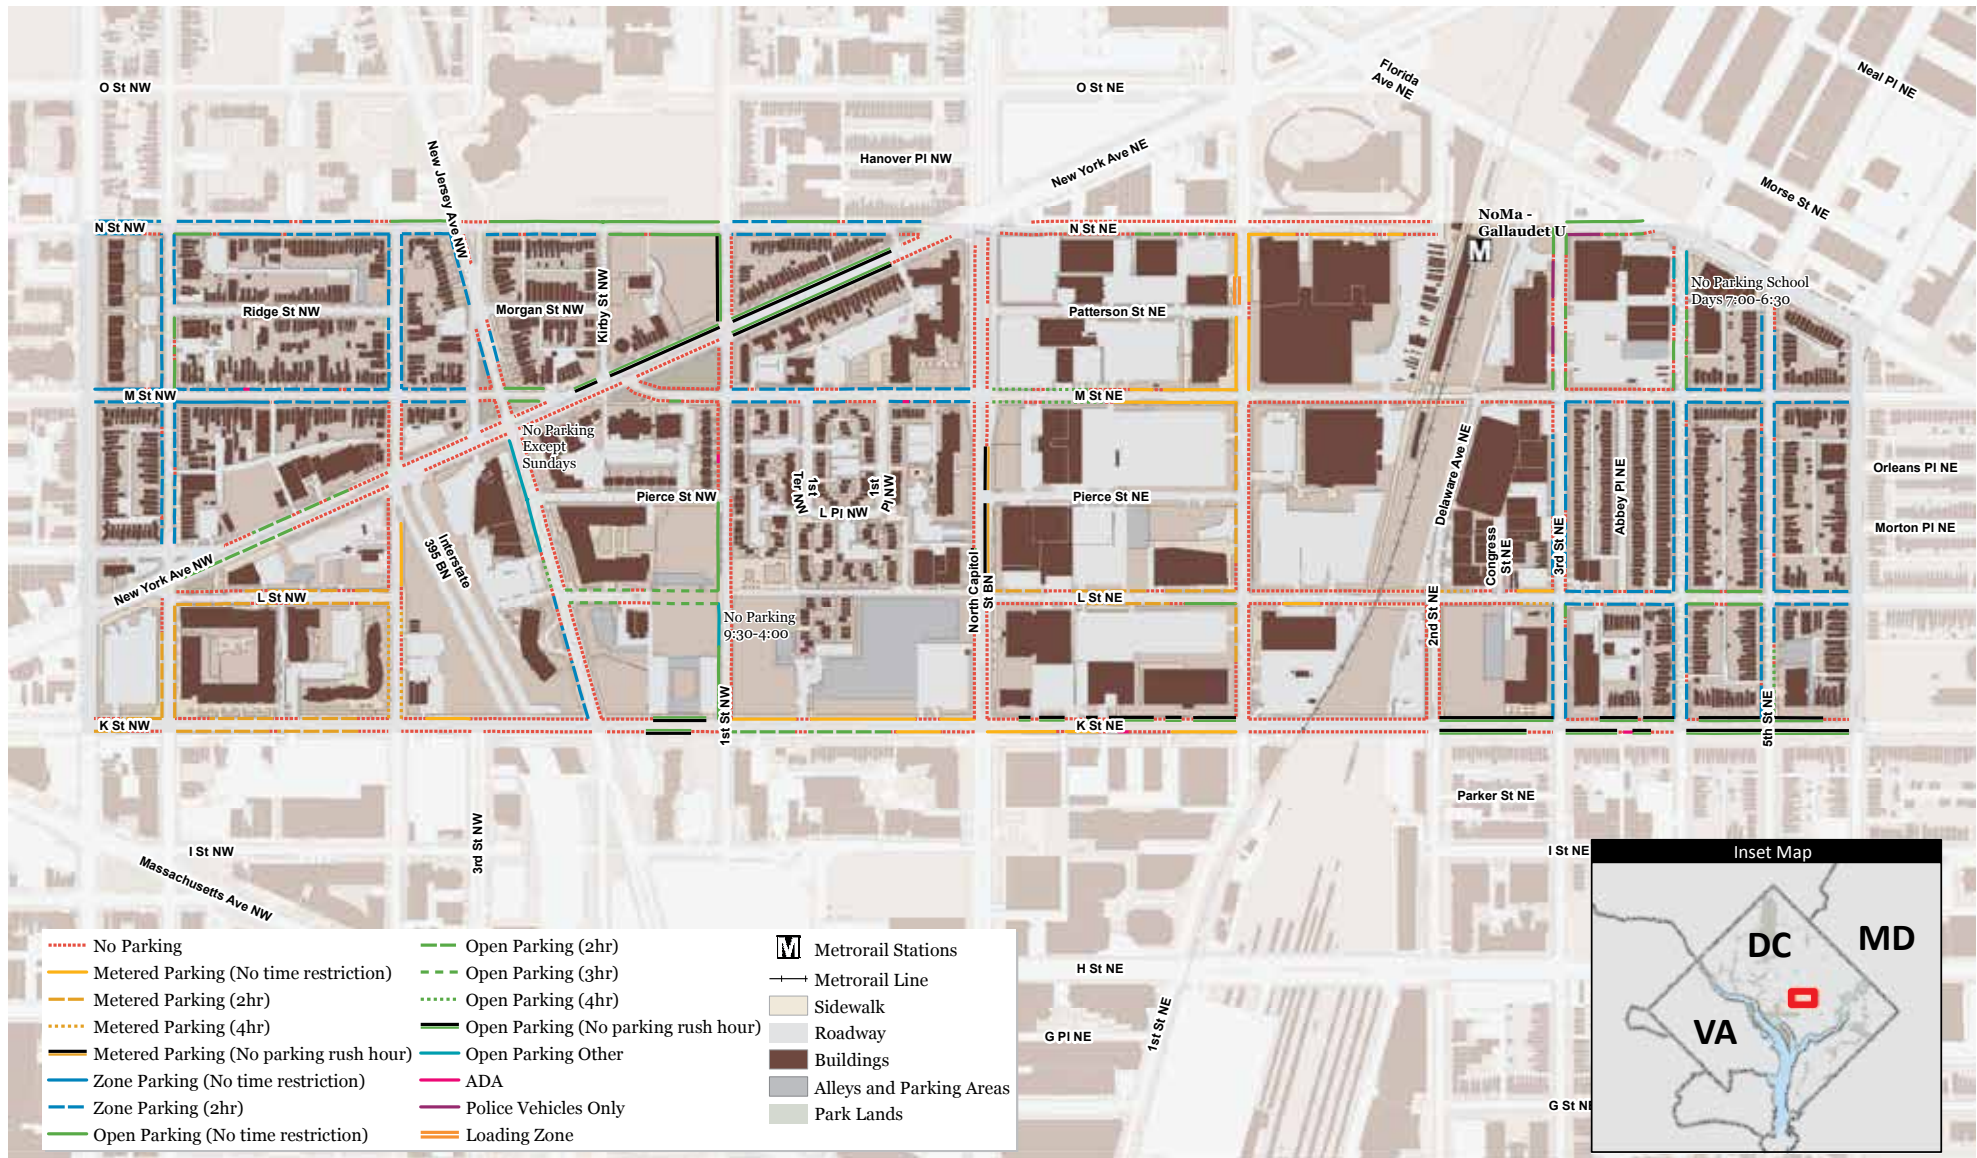 O St NW
O St NE
Florida
Ave NE
Neal Pl NE
New Jersey Ave NW
Hanover Pl NW
New York Ave NE
Morse St NE
N St NW
N St NE
NoMa -
Gallaudet U
M
Ridge St NW
Morgan St NW
Kirby St NW
Patterson St NE
No Parking School
Days 7:00-6:30
M St NW
M St NE
No Parking
Except
Sundays
Pierce St NW
1st
Ter NW
1st
Pl NW
L Pl NW
Pierce St NE
Delaware Ave NE
Abbey Pl NE
Orleans Pl NE
Morton Pl NE
Interstate
395 BN
New York Ave NW
Congress
St NE
3rd St NE
L St NW
L St NE
North Capitol
St BN
No Parking
9:30-4:00
2nd St NE
K St NW
1st St NW
K St NE
5th St NE
Parker St NE
I St NW
3rd St NW
I St NE
Massachusetts Ave NW
H St NE
1st St NE
G Pl NE
G St NE
No Parking
Metered Parking (No time restriction)
Metered Parking (2hr)
Metered Parking (4hr)
Metered Parking (No parking rush hour)
Zone Parking (No time restriction)
Zone Parking (2hr)
Open Parking (No time restriction)
Open Parking (2hr)
Open Parking (3hr)
Open Parking (4hr)
Open Parking (No parking rush hour)
Open Parking Other
ADA
Police Vehicles Only
Loading Zone
M
Metrorail Stations
Metrorail Line
Sidewalk
Roadway
Buildings
Alleys and Parking Areas
Park Lands
Inset Map
DC
MD
VA